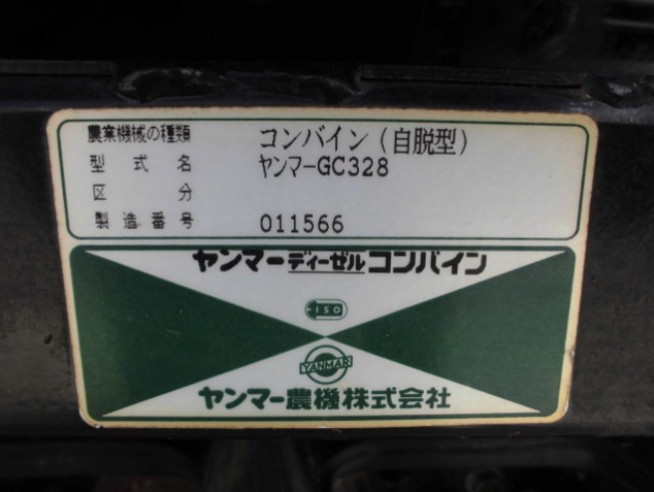 農業機械の種類 コンバイン(自脱型)
型式名 ヤンマーGC328
区分
製造番号 011566
ヤンマーディーゼルコンバイン
ISO
YANMAR
ヤンマー農機株式会社